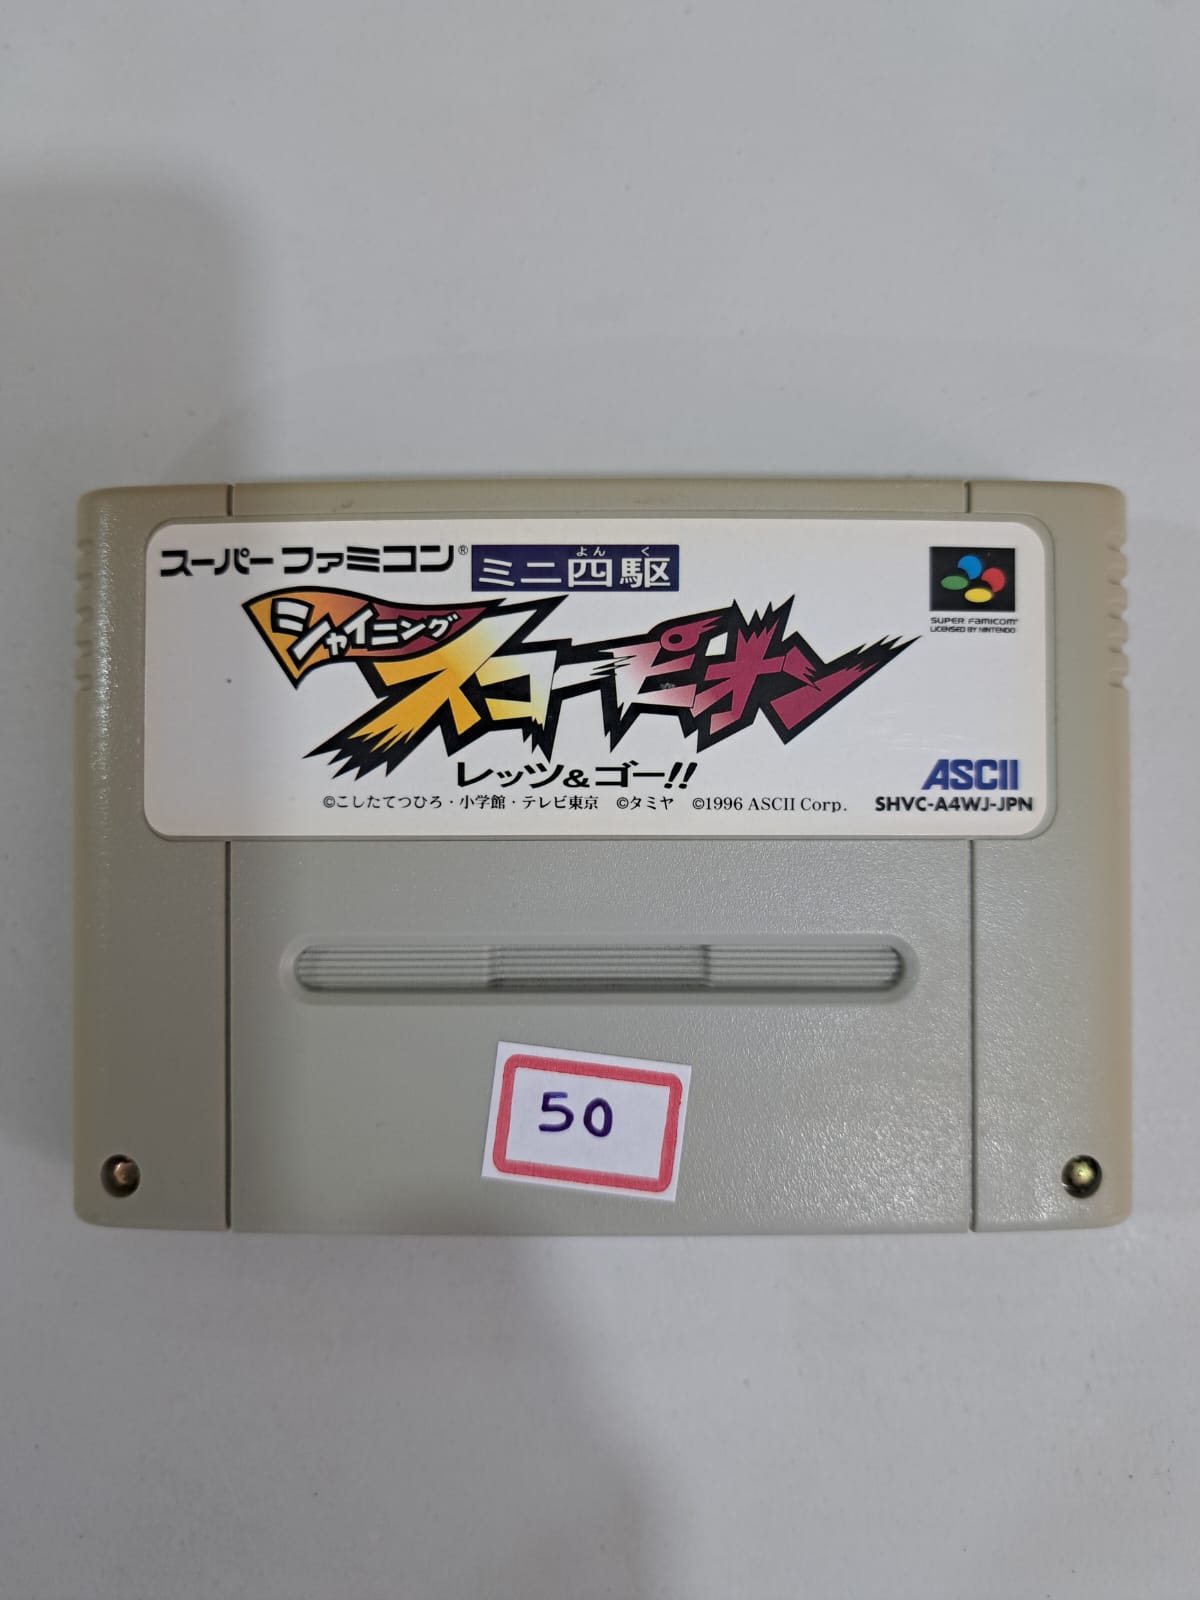 スーパーファミコン®
ミニ四駆
よんく
シャイニング
スコーピオン
レッツ&ゴー!!
SUPER FAMICOM®
LICENSED BY NINTENDO
ASCII
©こしたてつひろ・小学館・テレビ東京 ©タミヤ ©1996 ASCII Corp.
SHVC-A4WJ-JPN
50